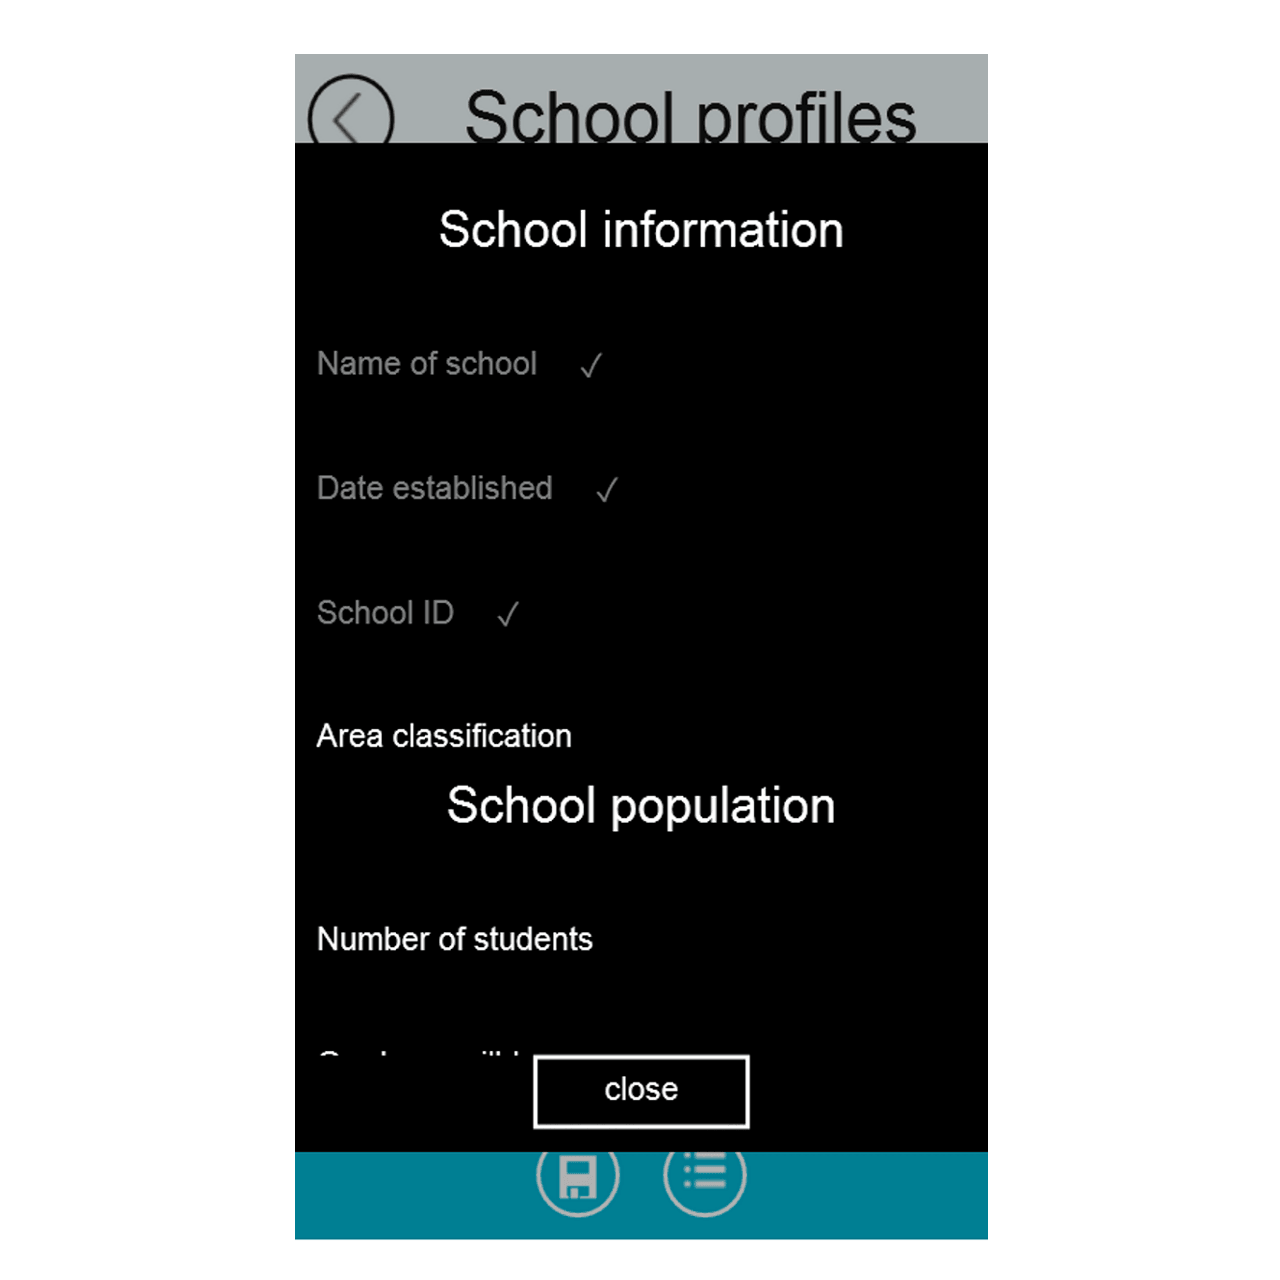 School profiles
School information
Name of school ✓
Date established ✓
School ID ✓
Area classification
School population
Number of students
close